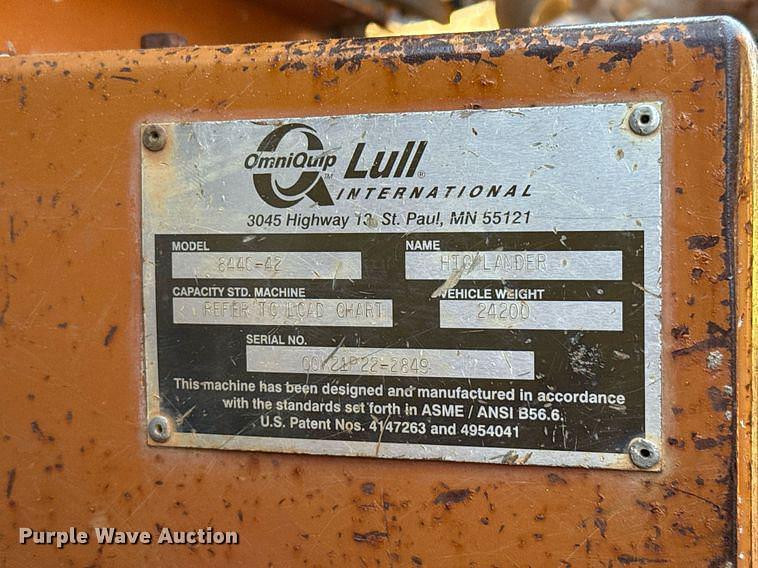 OmniQuip™ Lull®
INTERNATIONAL
3045 Highway 13, St. Paul, MN 55121
MODEL
844C-42
NAME
HIGHLANDER
CAPACITY STD. MACHINE
REFER TO LOAD CHART
VEHICLE WEIGHT
24200
SERIAL NO.
This machine has been designed and manufactured in accordance
with the standards set forth in ASME / ANSI B56.6.
U.S. Patent Nos. 4147263 and 4954041
Purple Wave Auction